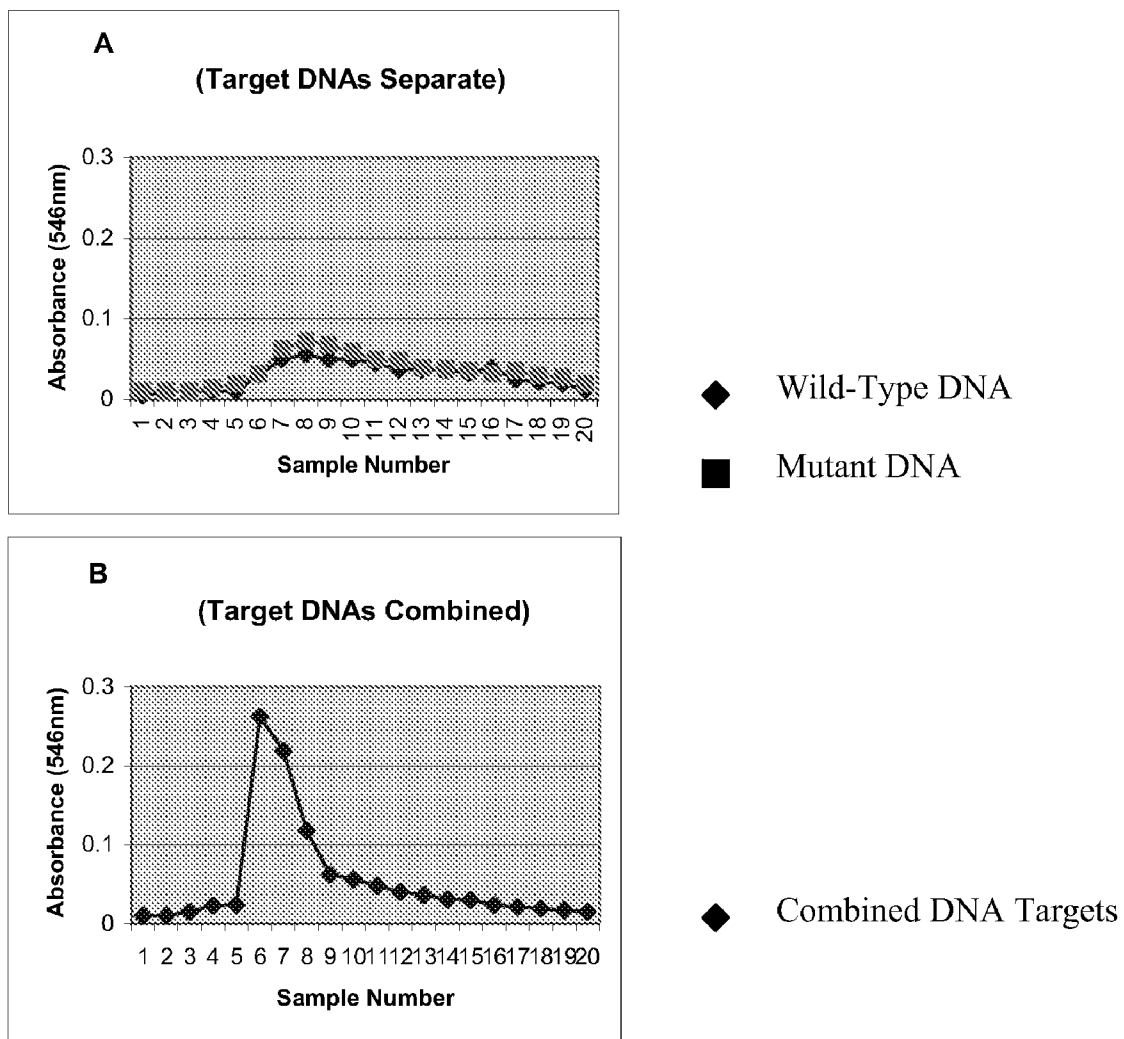 A
(Target DNAs Separate)
Absorbance (546nm)
0.3
0.2
0.1
0
1 2 3 4 5 6 7 8 9 10 11 12 13 14 15 16 17 18 19 20
Sample Number
Wild-Type DNA
Mutant DNA
B
(Target DNAs Combined)
Absorbance (546nm)
0.3
0.2
0.1
0
1 2 3 4 5 6 7 8 9 10 11 12 13 14 15 16 17 18 19 20
Sample Number
Combined DNA Targets